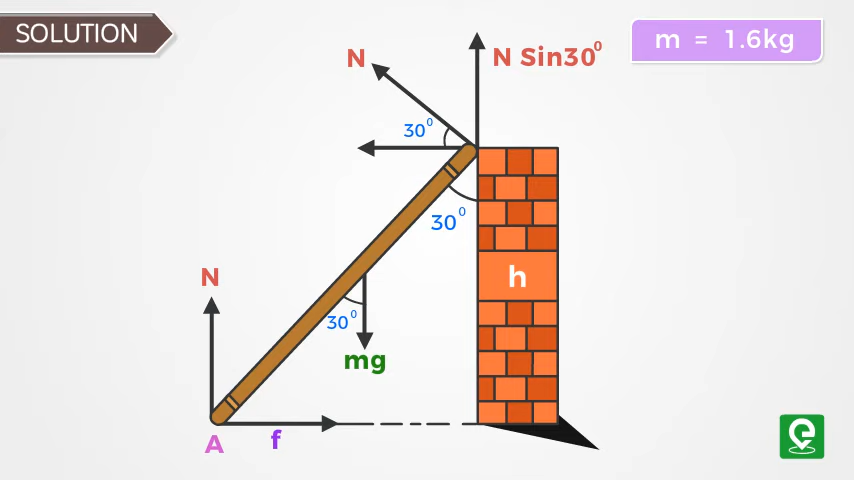 SOLUTION
m = 1.6kg
N
N Sin30⁰
30⁰
30⁰
h
N
30⁰
mg
A
f